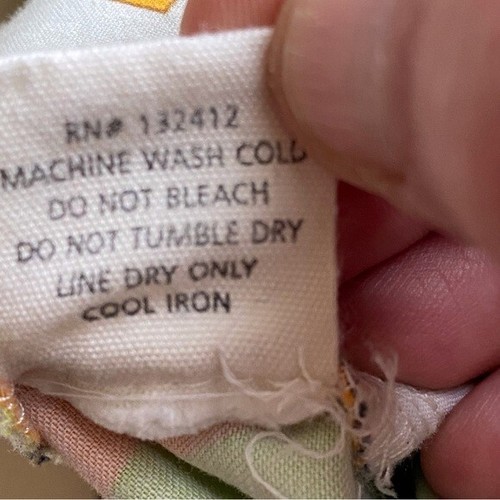 RN# 132412
MACHINE WASH COLD
DO NOT BLEACH
DO NOT TUMBLE DRY
LINE DRY ONLY
COOL IRON